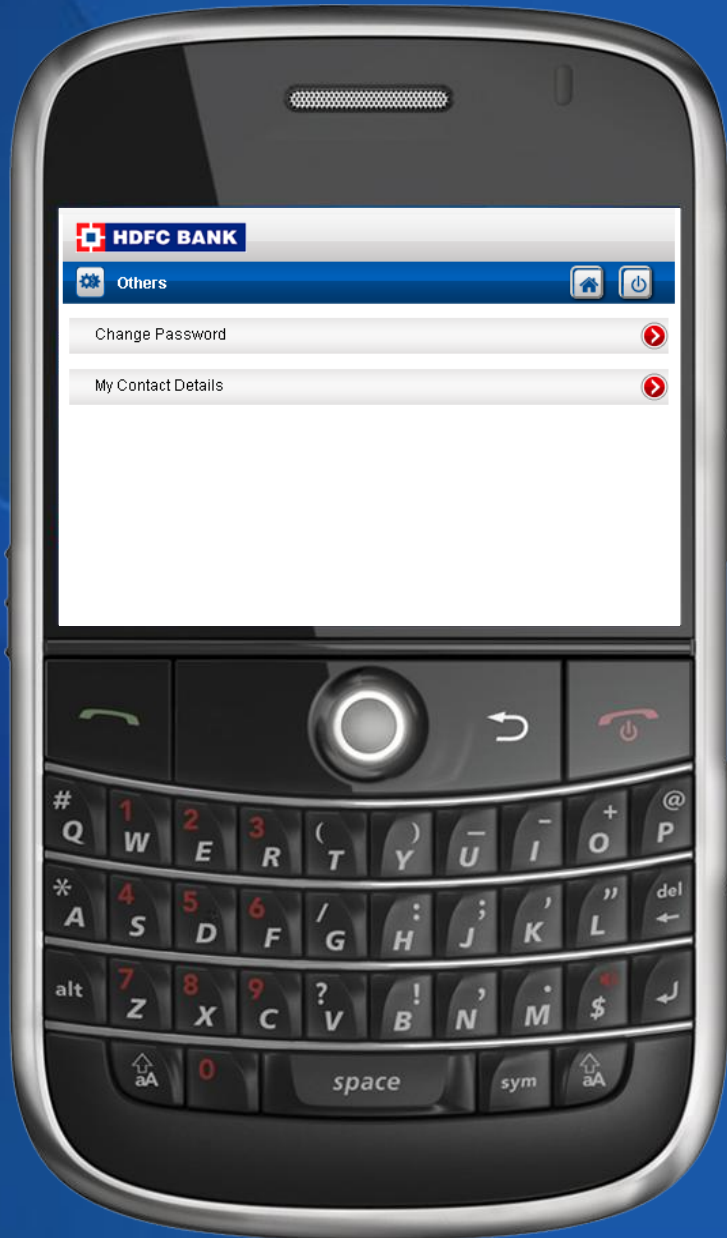 HDFC BANK
Others
Change Password
My Contact Details
# 1 2 3 ( ) _ - + @
Q W E R T Y U I O P
* 4 5 6 / : ; ' " del
A S D F G H J K L
alt 7 8 9 ? ! , .
Z X C V B N M $
aA 0 space sym aA